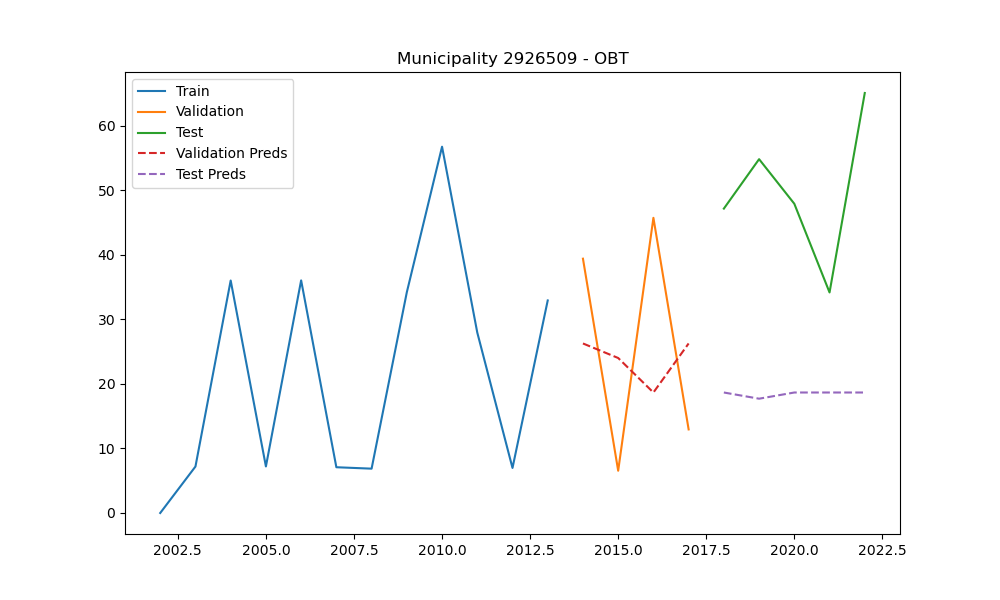 Municipality 2926509 - OBT
Train
Validation
Test
Validation Preds
Test Preds
60
50
40
30
20
10
0
2002.5 2005.0 2007.5 2010.0 2012.5 2015.0 2017.5 2020.0 2022.5